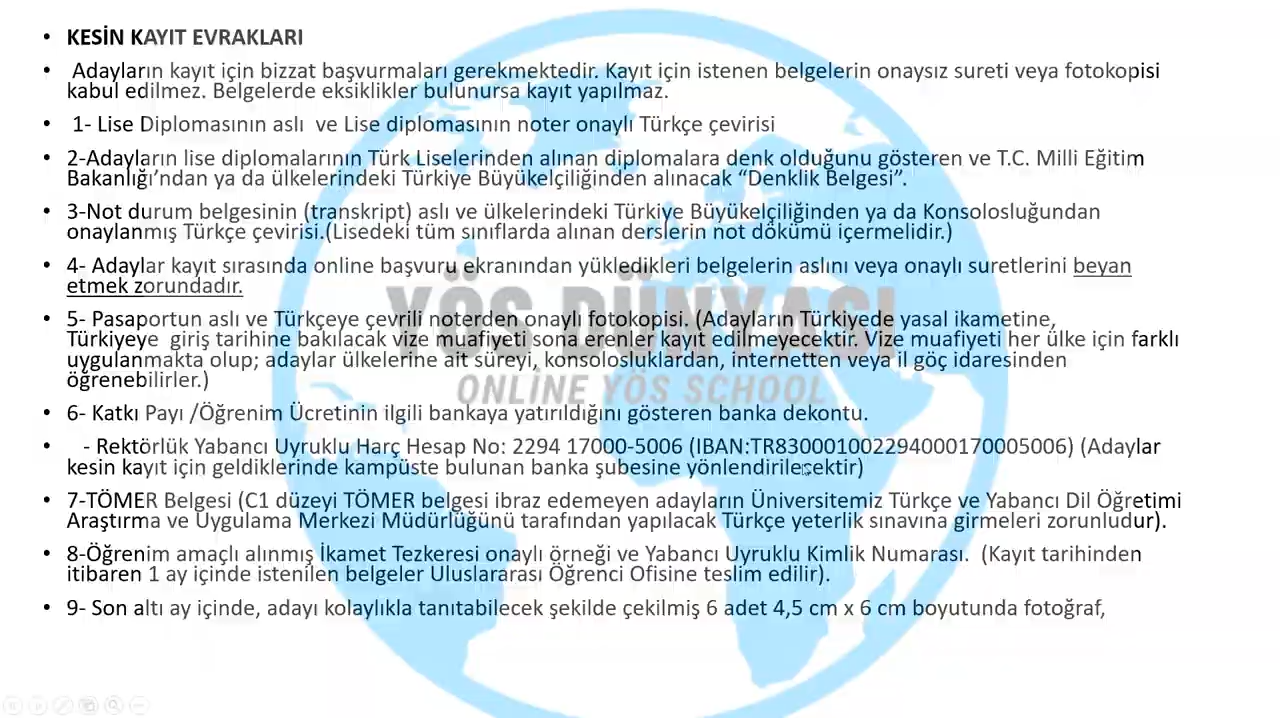 • KESİN KAYIT EVRAKLARI
• Adayların kayıt için bizzat başvurmaları gerekmektedir. Kayıt için istenen belgelerin onaysız sureti veya fotokopisi
kabul edilmez. Belgelerde eksiklikler bulunursa kayıt yapılmaz.
• 1- Lise Diplomasının aslı ve Lise diplomasının noter onaylı Türkçe çevirisi
• 2-Adayların lise diplomalarının Türk Liselerinden alınan diplomalara denk olduğunu gösteren ve T.C. Milli Eğitim
Bakanlığı’ndan ya da ülkelerindeki Türkiye Büyükelçiliğinden alınacak “Denklik Belgesi”.
• 3-Not durum belgesinin (transkript) aslı ve ülkelerindeki Türkiye Büyükelçiliğinden ya da Konsolosluğundan
onaylanmış Türkçe çevirisi.(Lisedeki tüm sınıflarda alınan derslerin not dökümü içermelidir.)
• 4- Adaylar kayıt sırasında online başvuru ekranından yükledikleri belgelerin aslını veya onaylı suretlerini beyan
etmek zorundadır.
• 5- Pasaportun aslı ve Türkçeye çevrili noterden onaylı fotokopisi. (Adayların Türkiyede yasal ikametine,
Türkiyeye giriş tarihine bakılacak vize muafiyeti sona erenler kayıt edilmeyecektir. Vize muafiyeti her ülke için farklı
uygulanmakta olup; adaylar ülkelerine ait süreyi, konsolosluklardan, internetten veya il göç idaresinden
öğrenebilirler.)
YÖS DÜNYASI
ONLİNE YÖS SCHOOL
• 6- Katkı Payı /Öğrenim Ücretinin ilgili bankaya yatırıldığını gösteren banka dekontu.
• - Rektörlük Yabancı Uyruklu Harç Hesap No: 2294 17000-5006 (IBAN:TR830001002294000170005006) (Adaylar
kesin kayıt için geldiklerinde kampüste bulunan banka şubesine yönlendirilecektir)
• 7-TÖMER Belgesi (C1 düzeyi TÖMER belgesi ibraz edemeyen adayların Üniversitemiz Türkçe ve Yabancı Dil Öğretimi
Araştırma ve Uygulama Merkezi Müdürlüğünü tarafından yapılacak Türkçe yeterlik sınavına girmeleri zorunludur).
• 8-Öğrenim amaçlı alınmış İkamet Tezkeresi onaylı örneği ve Yabancı Uyruklu Kimlik Numarası. (Kayıt tarihinden
itibaren 1 ay içinde istenilen belgeler Uluslararası Öğrenci Ofisine teslim edilir).
• 9- Son altı ay içinde, adayı kolaylıkla tanıtabilecek şekilde çekilmiş 6 adet 4,5 cm x 6 cm boyutunda fotoğraf,